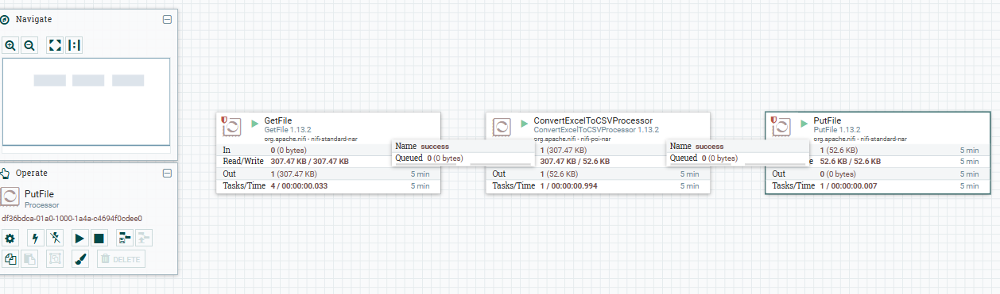 Navigate
GetFile
GetFile 1.13.2
org.apache.nifi - nifi-standard-nar
In 0 (0 bytes)
Read/Write 307.47 KB / 307.47 KB
Out 1 (307.47 KB) 5 min
Tasks/Time 4 / 00:00:00.033 5 min
Name success
Queued 0 (0 bytes)
ConvertExcelToCSVProcessor
ConvertExcelToCSVProcessor 1.13.2
org.apache.nifi - nifi-poi-nar
1 (307.47 KB)
307.47 KB / 52.6 KB
Out 1 (52.6 KB) 5 min
Tasks/Time 1 / 00:00:00.994 5 min
Name success
Queued 0 (0 bytes)
PutFile
PutFile 1.13.2
org.apache.nifi - nifi-standard-nar
1 (52.6 KB) 5 min
52.6 KB / 52.6 KB 5 min
Out 0 (0 bytes) 5 min
Tasks/Time 1 / 00:00:00.007 5 min
Operate
PutFile
Processor
df36bdca-01a0-1000-1a4a-c4694f0cdee0
DELETE